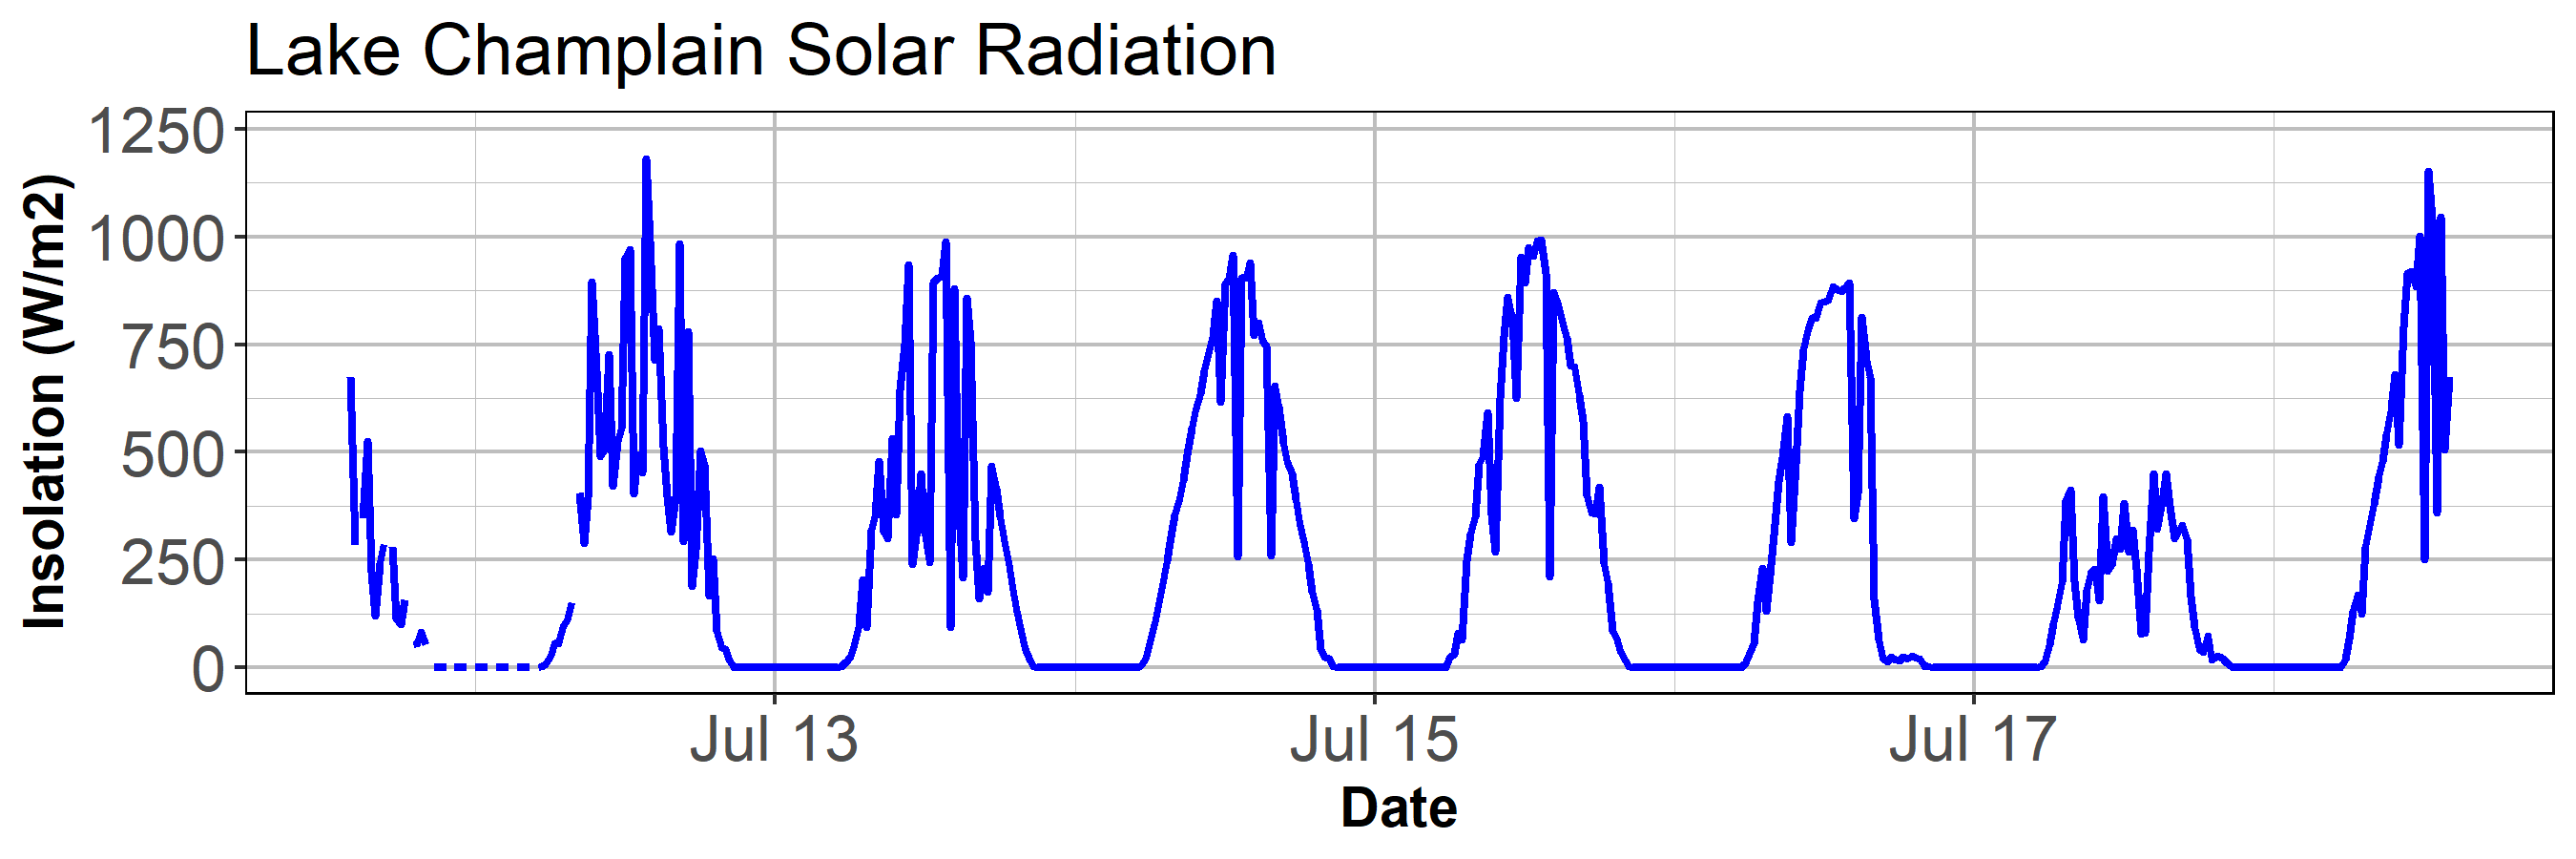 Lake Champlain Solar Radiation
Insolation (W/m2)
1250
1000
750
500
250
0
Jul 13
Jul 15
Jul 17
Date